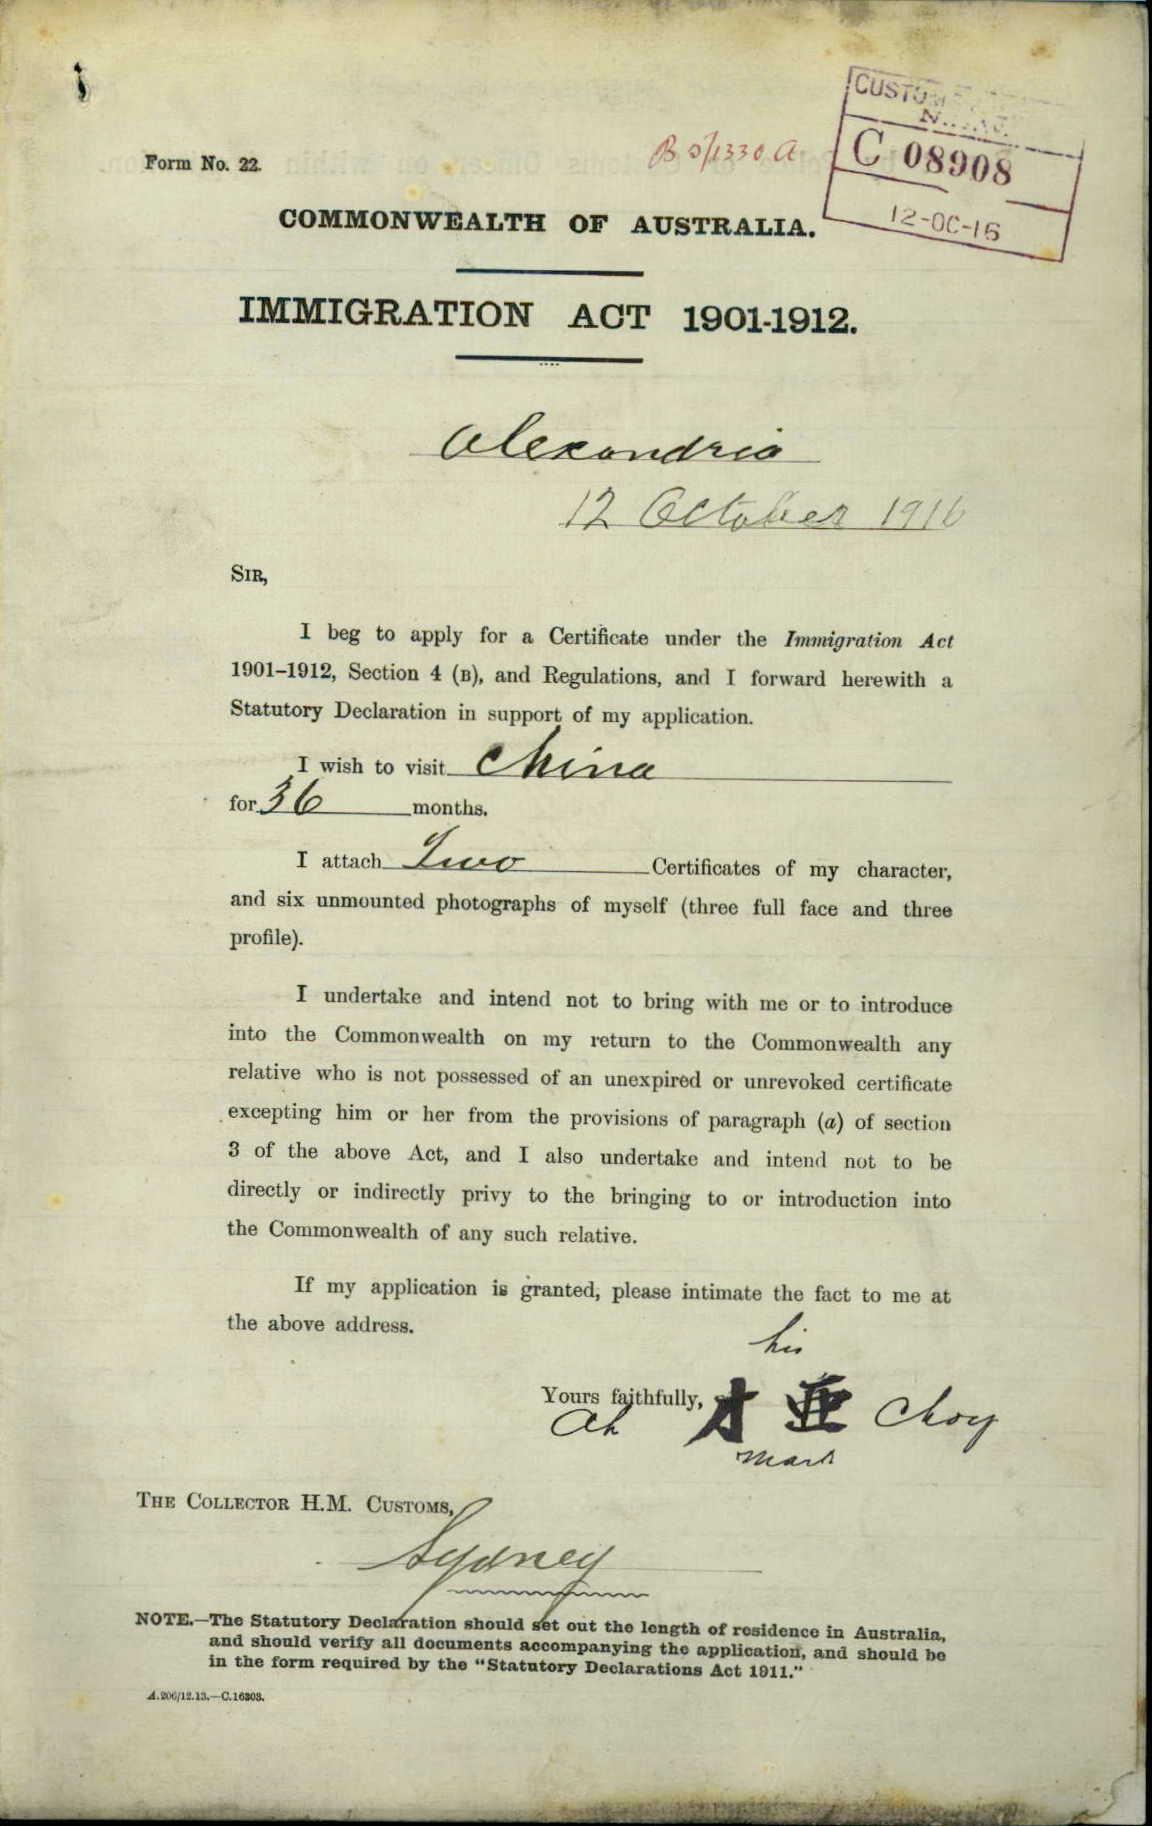 CUSTOM
C 08908
12-OC-16
Form No. 22.
COMMONWEALTH OF AUSTRALIA.
IMMIGRATION ACT 1901-1912.
Alexandria
12 October 1916
SIR,
I beg to apply for a Certificate under the Immigration Act
1901-1912, Section 4 (B), and Regulations, and I forward herewith a
Statutory Declaration in support of my application.
I wish to visit China
for 36 months.
I attach Two Certificates of my character,
and six unmounted photographs of myself (three full face and three
profile).
I undertake and intend not to bring with me or to introduce
into the Commonwealth on my return to the Commonwealth any
relative who is not possessed of an unexpired or unrevoked certificate
excepting him or her from the provisions of paragraph (a) of section
3 of the above Act, and I also undertake and intend not to be
directly or indirectly privy to the bringing to or introduction into
the Commonwealth of any such relative.
If my application is granted, please intimate the fact to me at
the above address.
his
Yours faithfully,
Ah 才 亜 Choy
mark
THE COLLECTOR H.M. CUSTOMS,
Sydney
NOTE.—The Statutory Declaration should set out the length of residence in Australia,
and should verify all documents accompanying the application, and should be
in the form required by the "Statutory Declarations Act 1911."
A.206/12.13.—C.16303.